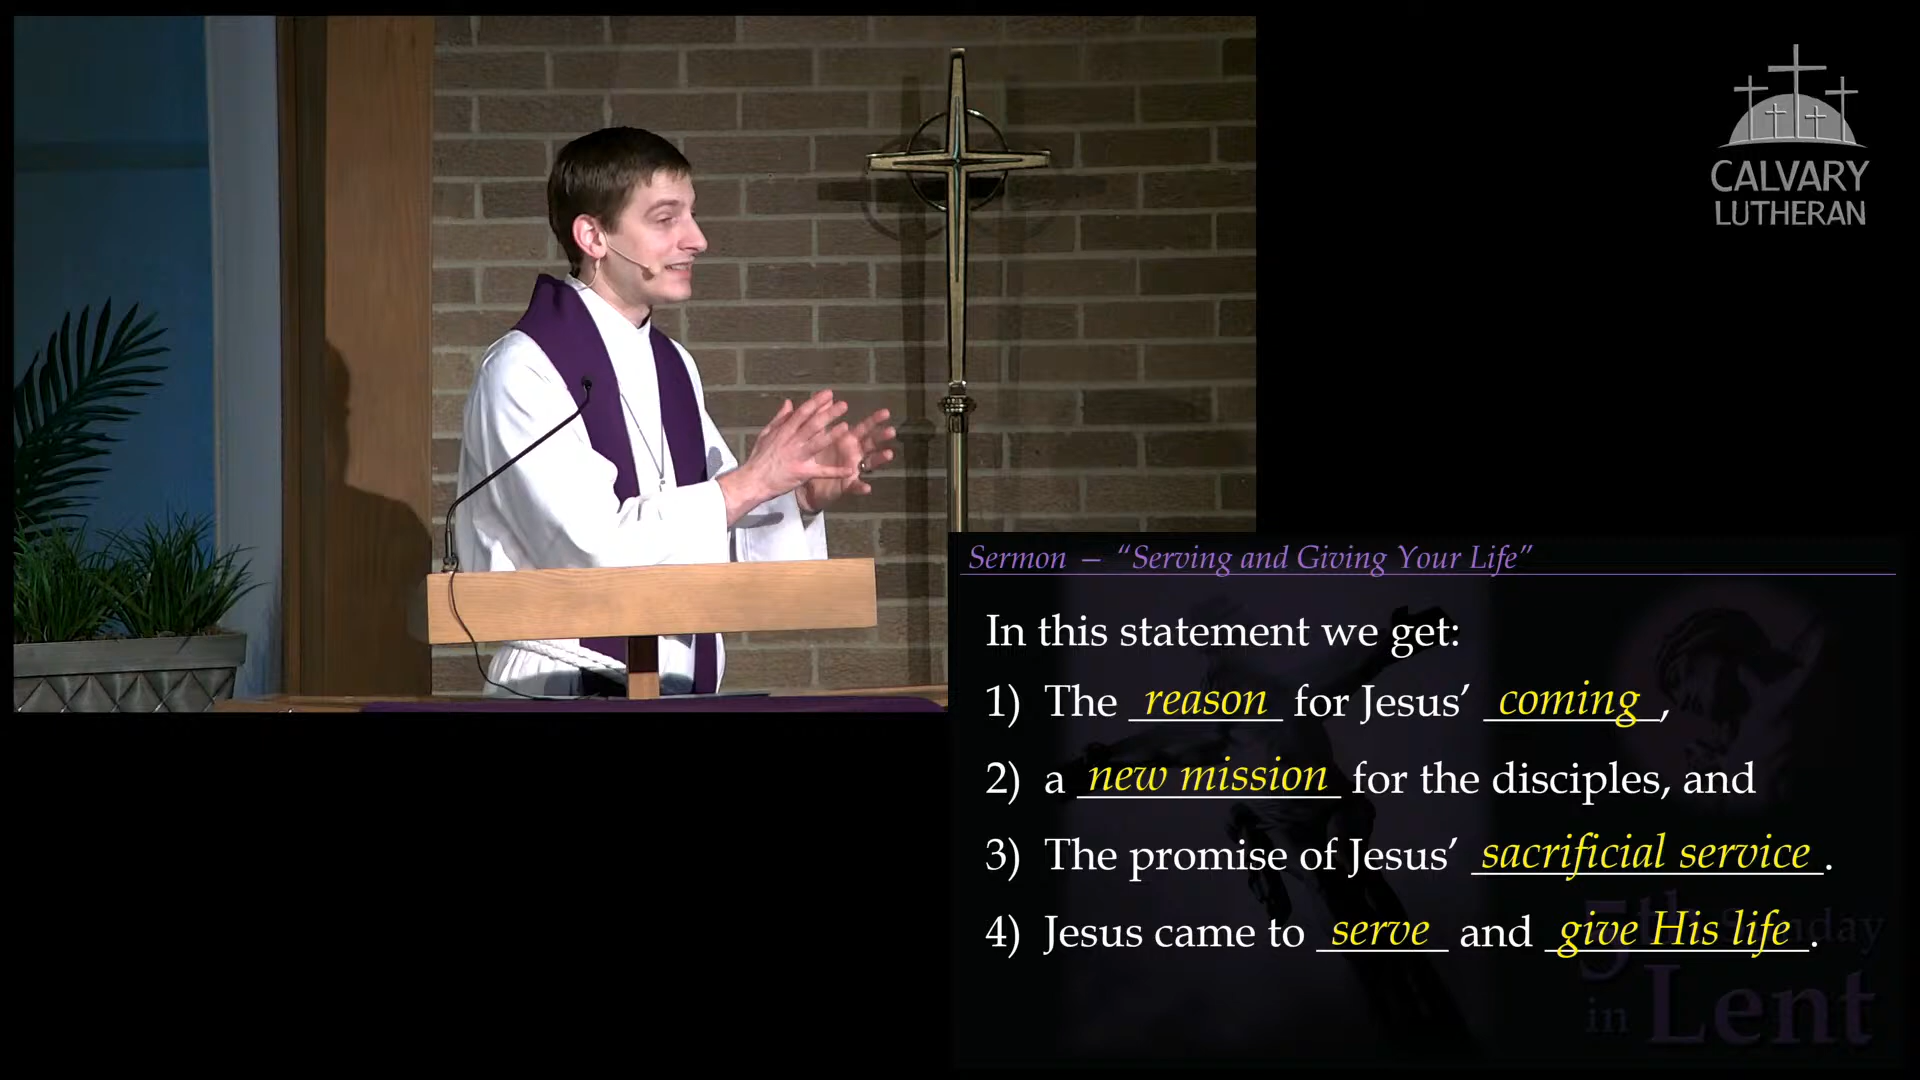 CALVARY
LUTHERAN
Sermon – “Serving and Giving Your Life”
In this statement we get:
1) The reason for Jesus’ coming,
2) a new mission for the disciples, and
3) The promise of Jesus’ sacrificial service.
4) Jesus came to serve and give His life.
5th Sunday
in Lent